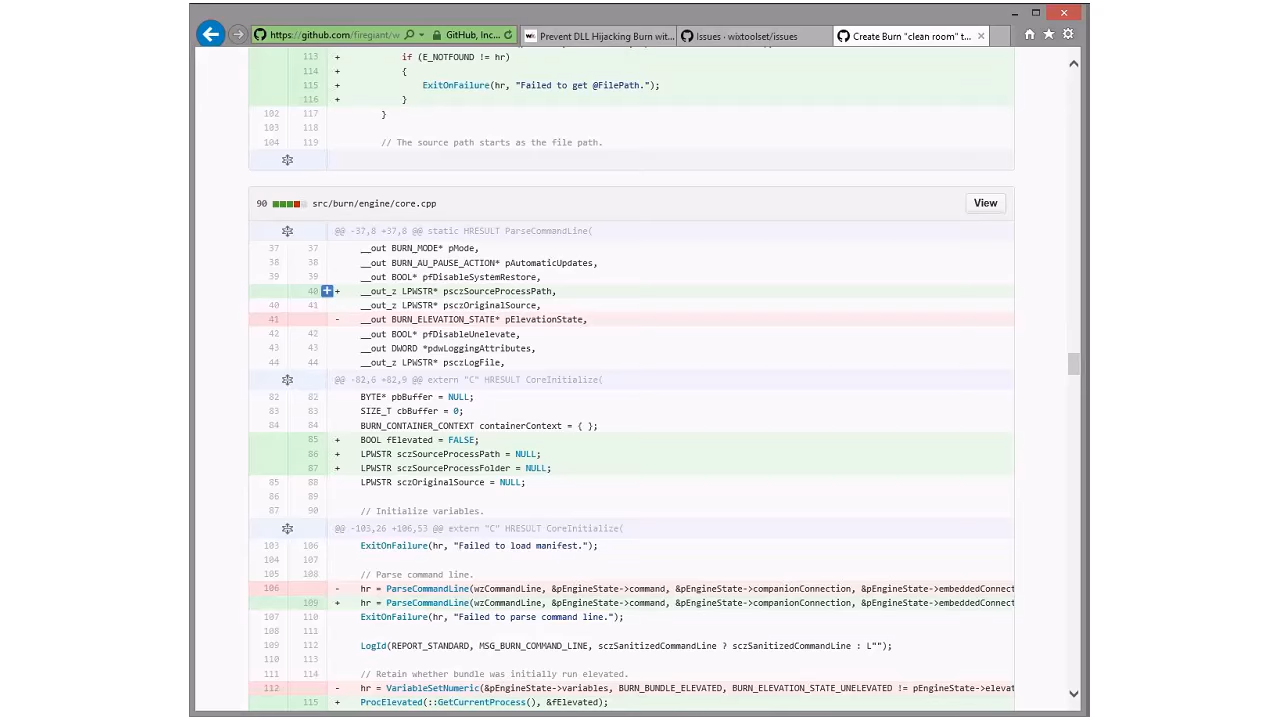 https://github.com/firegiant/w
GitHub, Inc...
Prevent DLL Hijacking Burn wit...
Issues · wixtoolset/issues
Create Burn "clean room" t...
113 + if (E_NOTFOUND != hr)
114 + {
115 + ExitOnFailure(hr, "Failed to get @FilePath.");
116 + }
102 117 }
103 118
104 119 // The source path starts as the file path.
90 src/burn/engine/core.cpp View
@@ -37,8 +37,8 @@ static HRESULT ParseCommandLine(
37 37 __out BURN_MODE* pMode,
38 38 __out BURN_AU_PAUSE_ACTION* pAutomaticUpdates,
39 39 __out BOOL* pfDisableSystemRestore,
40 + __out_z LPWSTR* psczSourceProcessPath,
40 41 __out_z LPWSTR* psczOriginalSource,
41 - __out BURN_ELEVATION_STATE* pElevationState,
42 42 __out BOOL* pfDisableUnelevate,
43 43 __out DWORD *pdwLoggingAttributes,
44 44 __out_z LPWSTR* psczLogFile,
@@ -82,6 +82,9 @@ extern "C" HRESULT CoreInitialize(
82 82 BYTE* pbBuffer = NULL;
83 83 SIZE_T cbBuffer = 0;
84 84 BURN_CONTAINER_CONTEXT containerContext = { };
85 + BOOL fElevated = FALSE;
86 + LPWSTR sczSourceProcessPath = NULL;
87 + LPWSTR sczSourceProcessFolder = NULL;
85 88 LPWSTR sczOriginalSource = NULL;
86 89
87 90 // Initialize variables.
@@ -103,26 +106,53 @@ extern "C" HRESULT CoreInitialize(
103 106 ExitOnFailure(hr, "Failed to load manifest.");
104 107
105 108 // Parse command line.
106 - hr = ParseCommandLine(wzCommandLine, &pEngineState->command, &pEngineState->companionConnection, &pEngineState->embeddedConnect
109 + hr = ParseCommandLine(wzCommandLine, &pEngineState->command, &pEngineState->companionConnection, &pEngineState->embeddedConnect
107 110 ExitOnFailure(hr, "Failed to parse command line.");
108 111
109 112 LogId(REPORT_STANDARD, MSG_BURN_COMMAND_LINE, sczSanitizedCommandLine ? sczSanitizedCommandLine : L"");
110 113
111 114 // Retain whether bundle was initially run elevated.
112 - hr = VariableSetNumeric(&pEngineState->variables, BURN_BUNDLE_ELEVATED, BURN_ELEVATION_STATE_UNELEVATED != pEngineState->elevat
115 + ProcElevated(::GetCurrentProcess(), &fElevated);